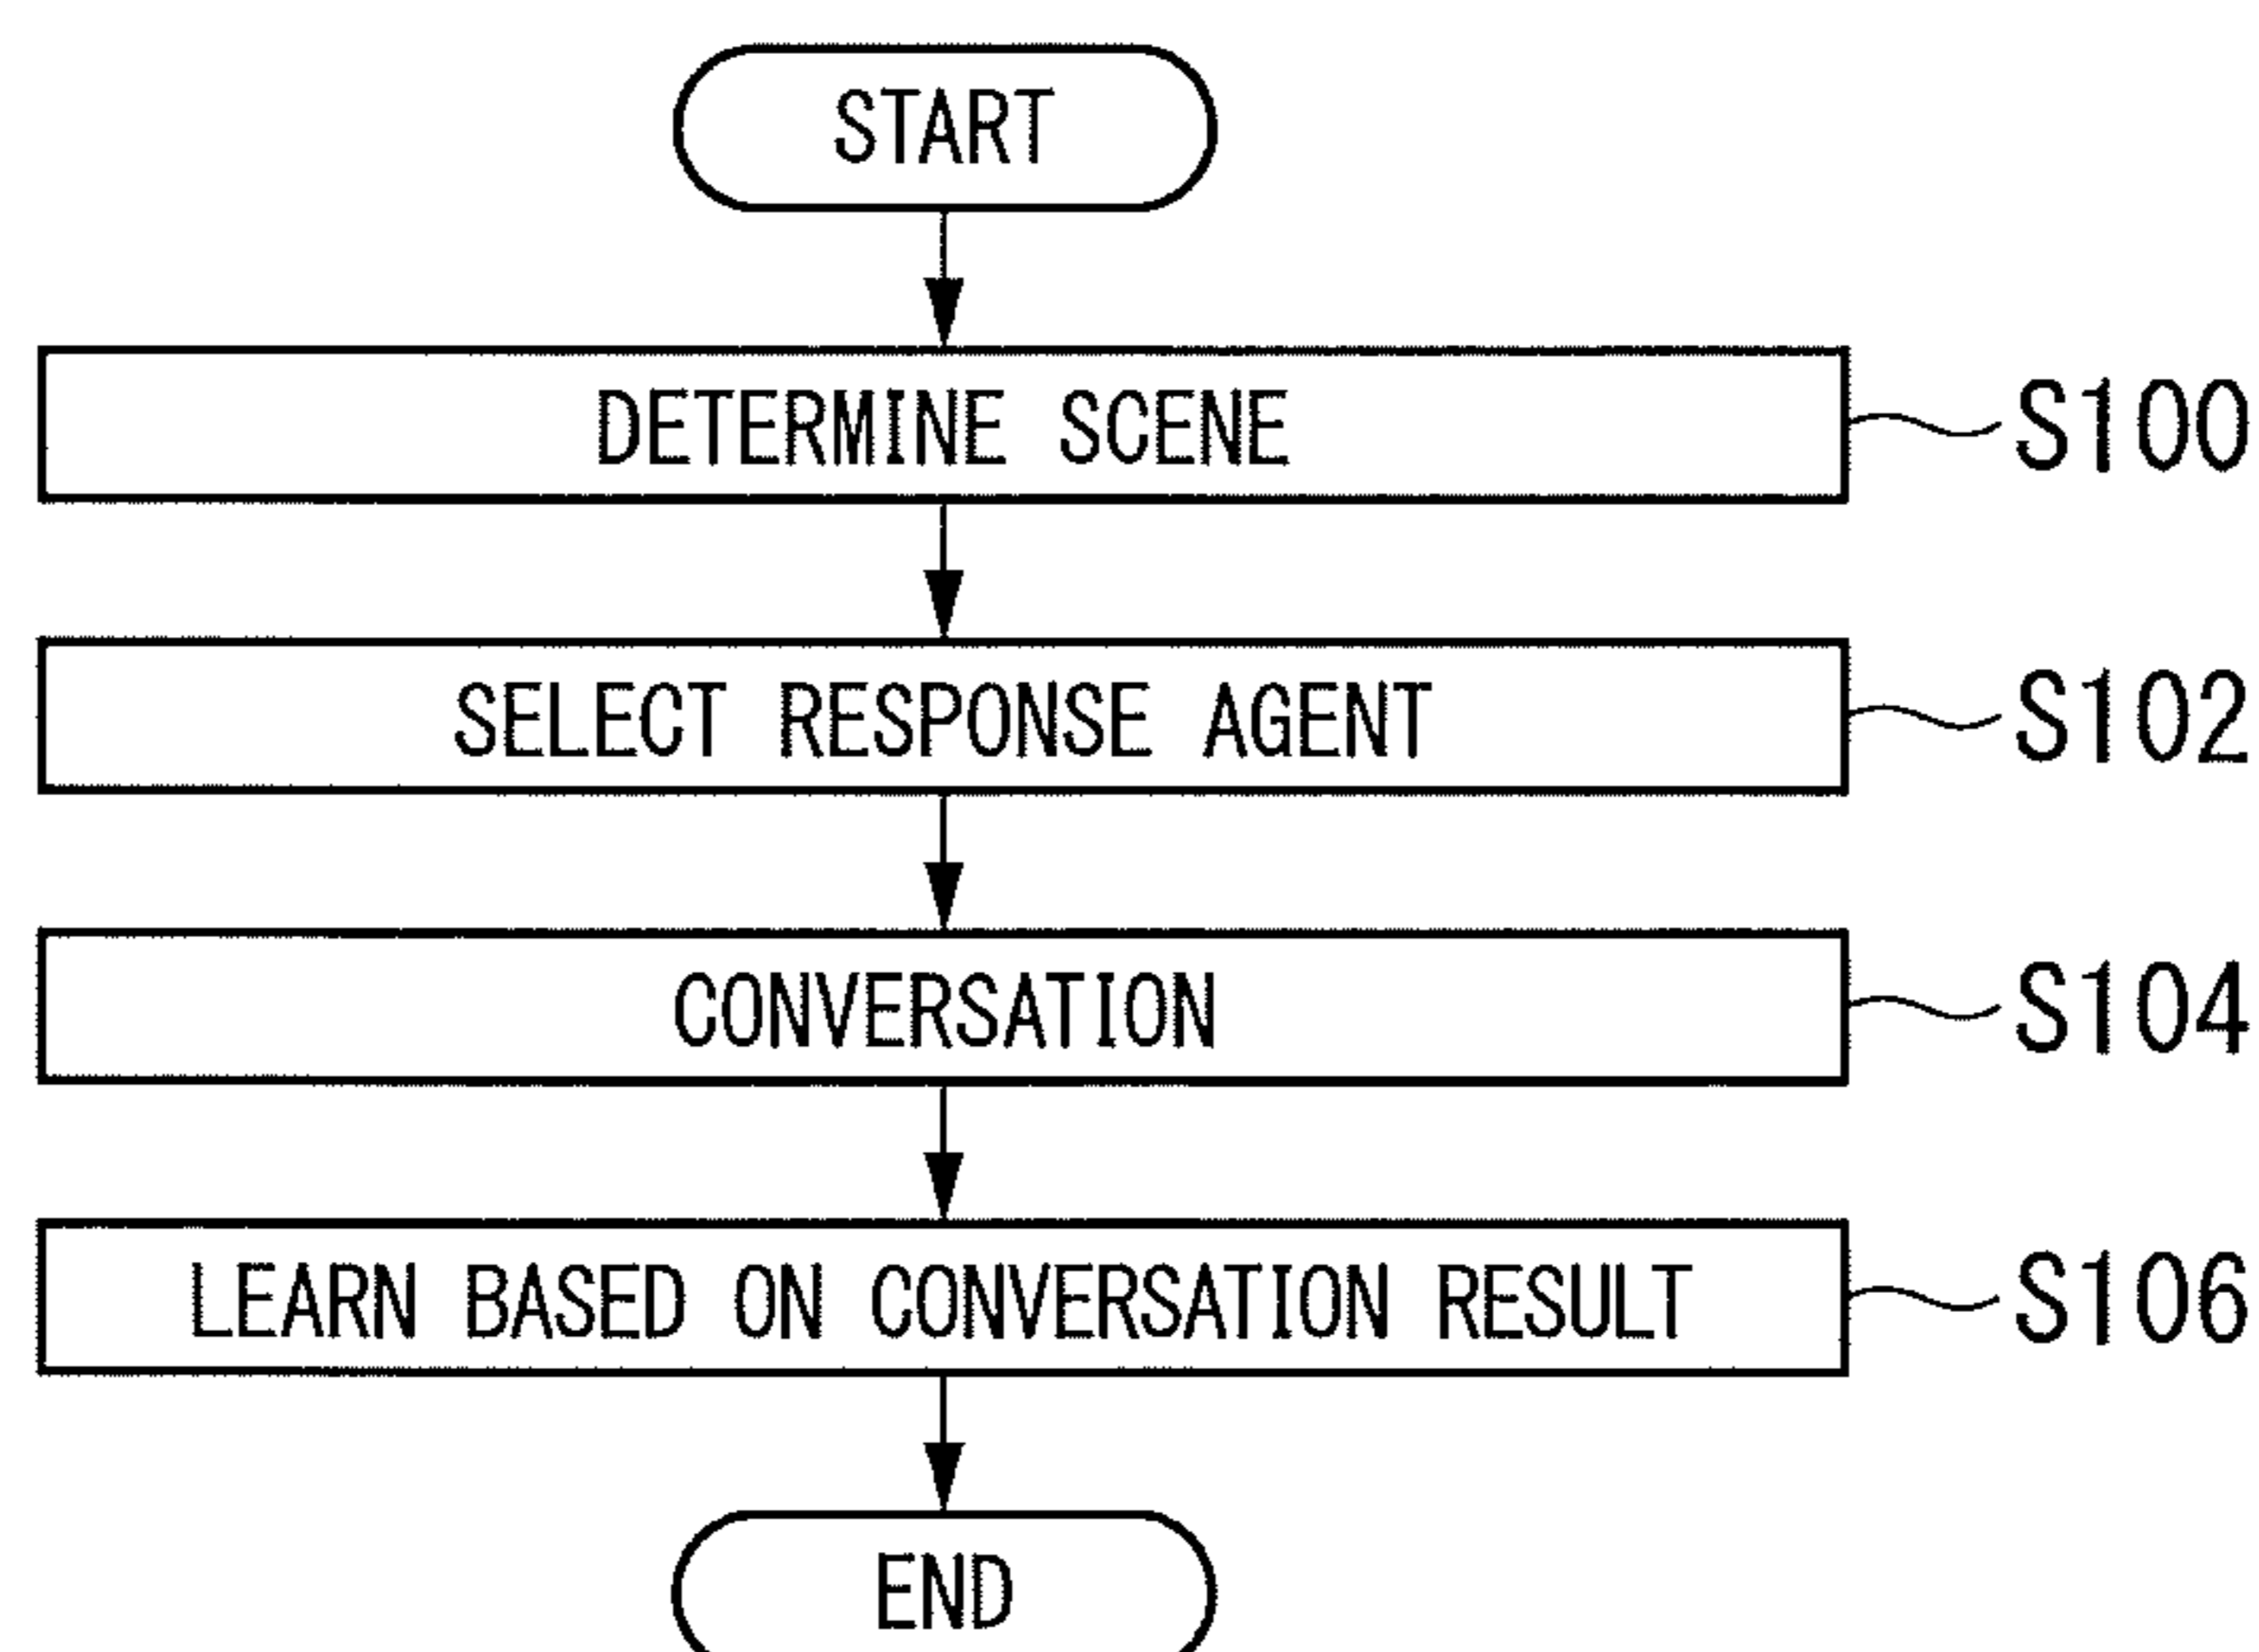 START
DETERMINE SCENE
S100
SELECT RESPONSE AGENT
S102
CONVERSATION
S104
LEARN BASED ON CONVERSATION RESULT
S106
END